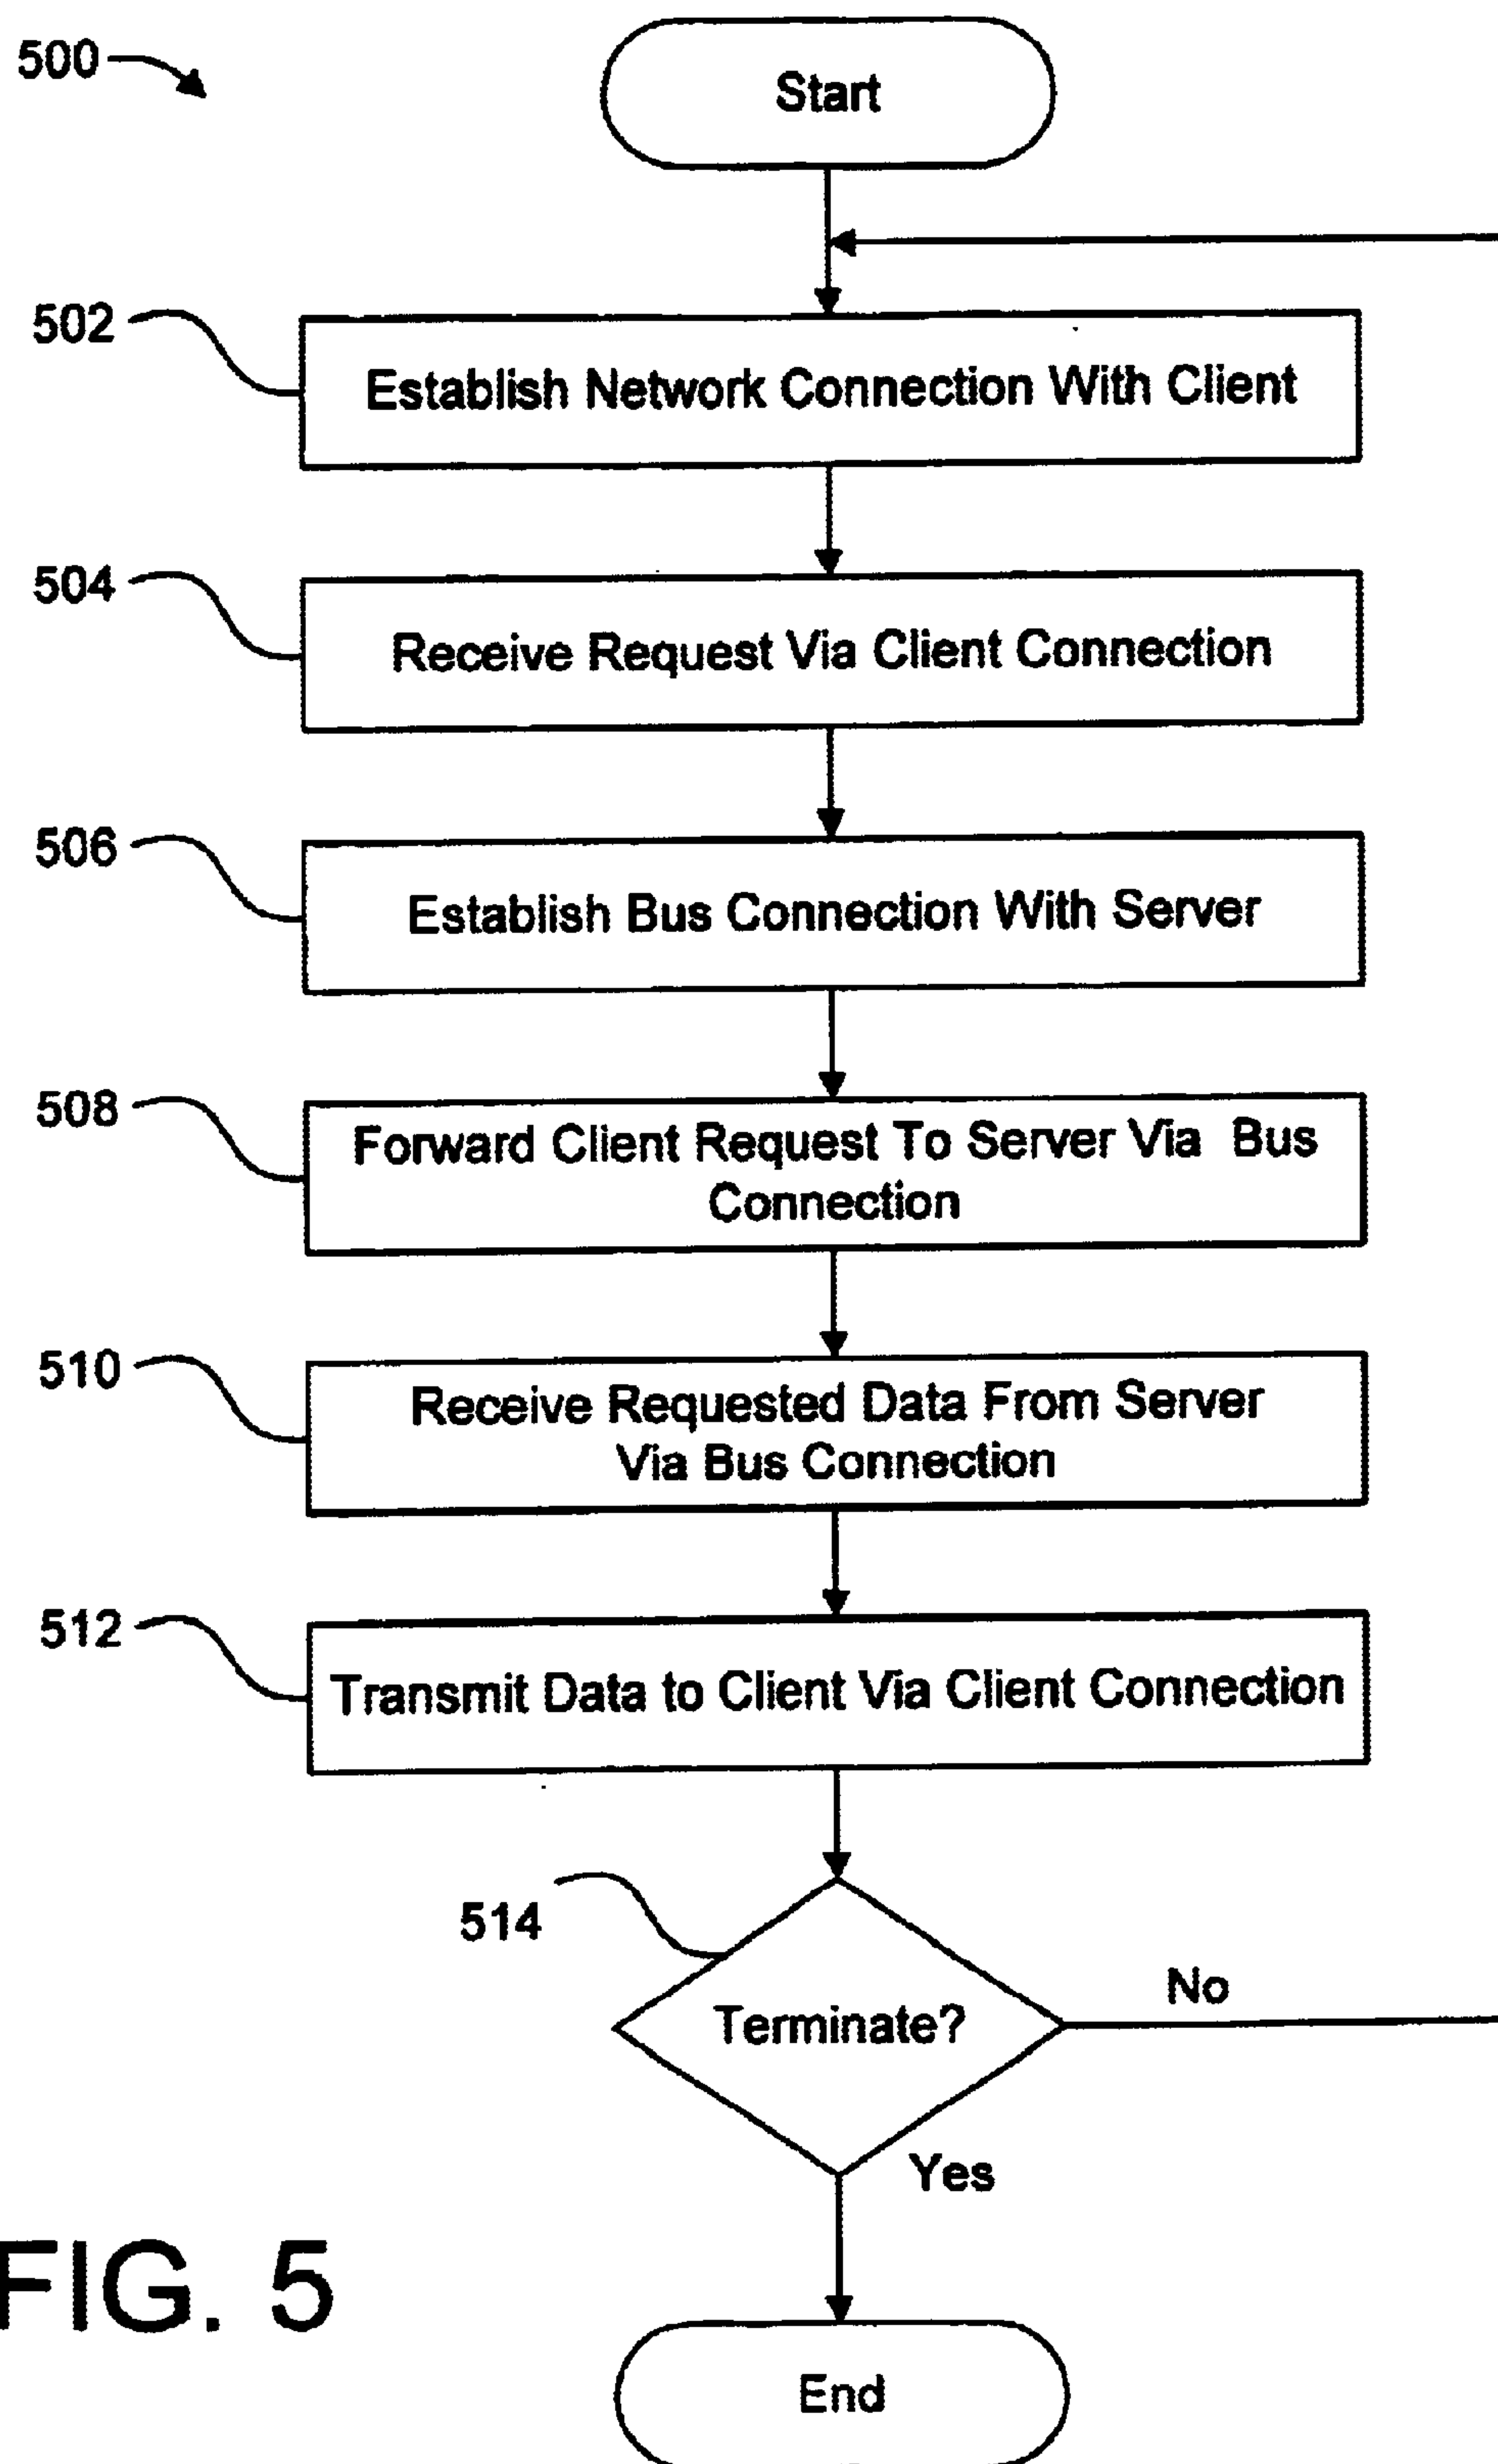 500
Start
502
Establish Network Connection With Client
504
Receive Request Via Client Connection
506
Establish Bus Connection With Server
508
Forward Client Request To Server Via Bus
Connection
510
Receive Requested Data From Server
Via Bus Connection
512
Transmit Data to Client Via Client Connection
514
Terminate?
No
Yes
FIG. 5
End